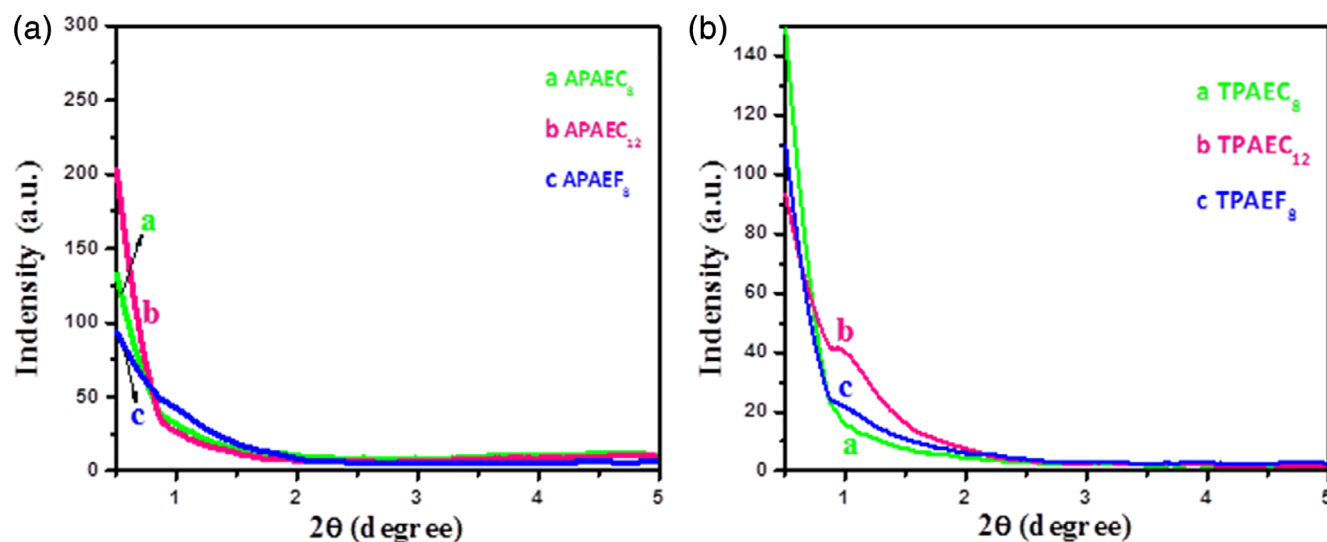 (a)
300
250
200
150
100
50
0
Indensity (a.u.)
a APAEC₈
b APAEC₁₂
c APAEF₈
a
b
c
1 2 3 4 5
2θ (degree)
(b)
140
120
100
80
60
40
20
0
Indensity (a.u.)
a TPAEC₈
b TPAEC₁₂
c TPAEF₈
b
c
a
1 2 3 4 5
2θ (degree)